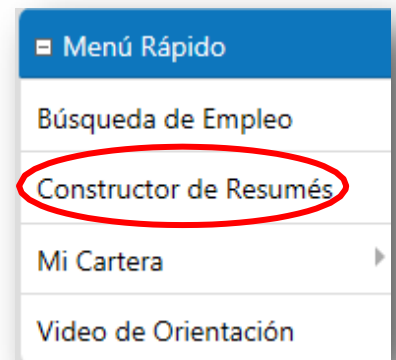 Menú Rápido
Búsqueda de Empleo
Constructor de Resumés
Mi Cartera
Video de Orientación